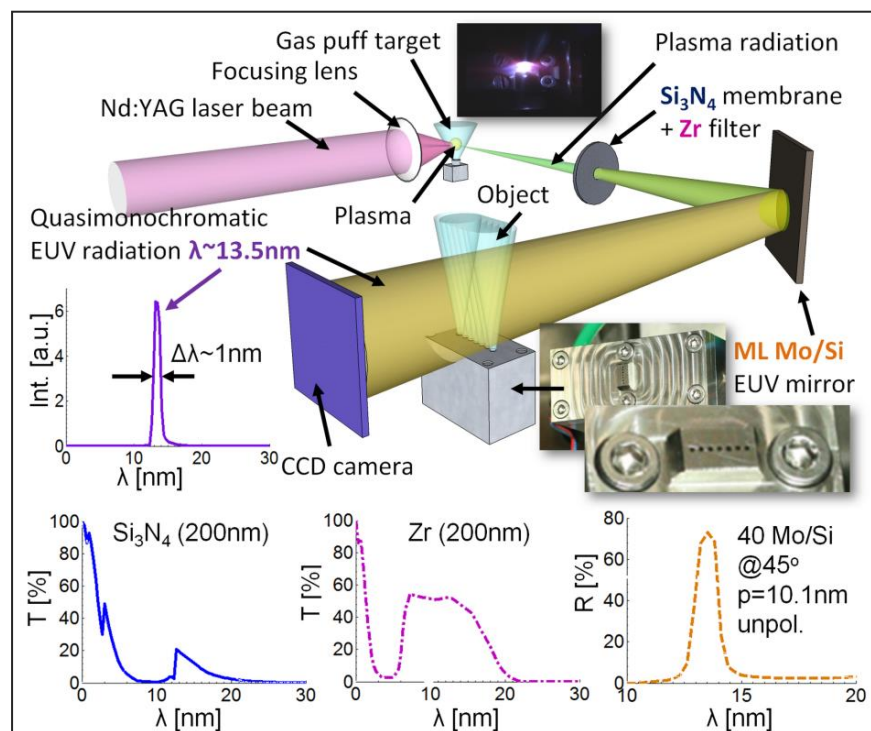 Gas puff target
Focusing lens
Nd:YAG laser beam
Plasma radiation
Si₃N₄ membrane
+ Zr filter
Plasma
Object
Quasimonochromatic
EUV radiation λ~13.5nm
6
4
2
0
Int. [a.u.]
Δλ~1nm
0 10 20 30
λ [nm]
CCD camera
ML Mo/Si
EUV mirror
100
80
60
40
20
0
T [%]
Si₃N₄ (200nm)
0 10 20 30
λ [nm]
100
80
60
40
20
0
T [%]
Zr (200nm)
0 10 20 30
λ [nm]
80
60
40
20
0
R [%]
40 Mo/Si
@45º
p=10.1nm
unpol.
10 15 20
λ [nm]